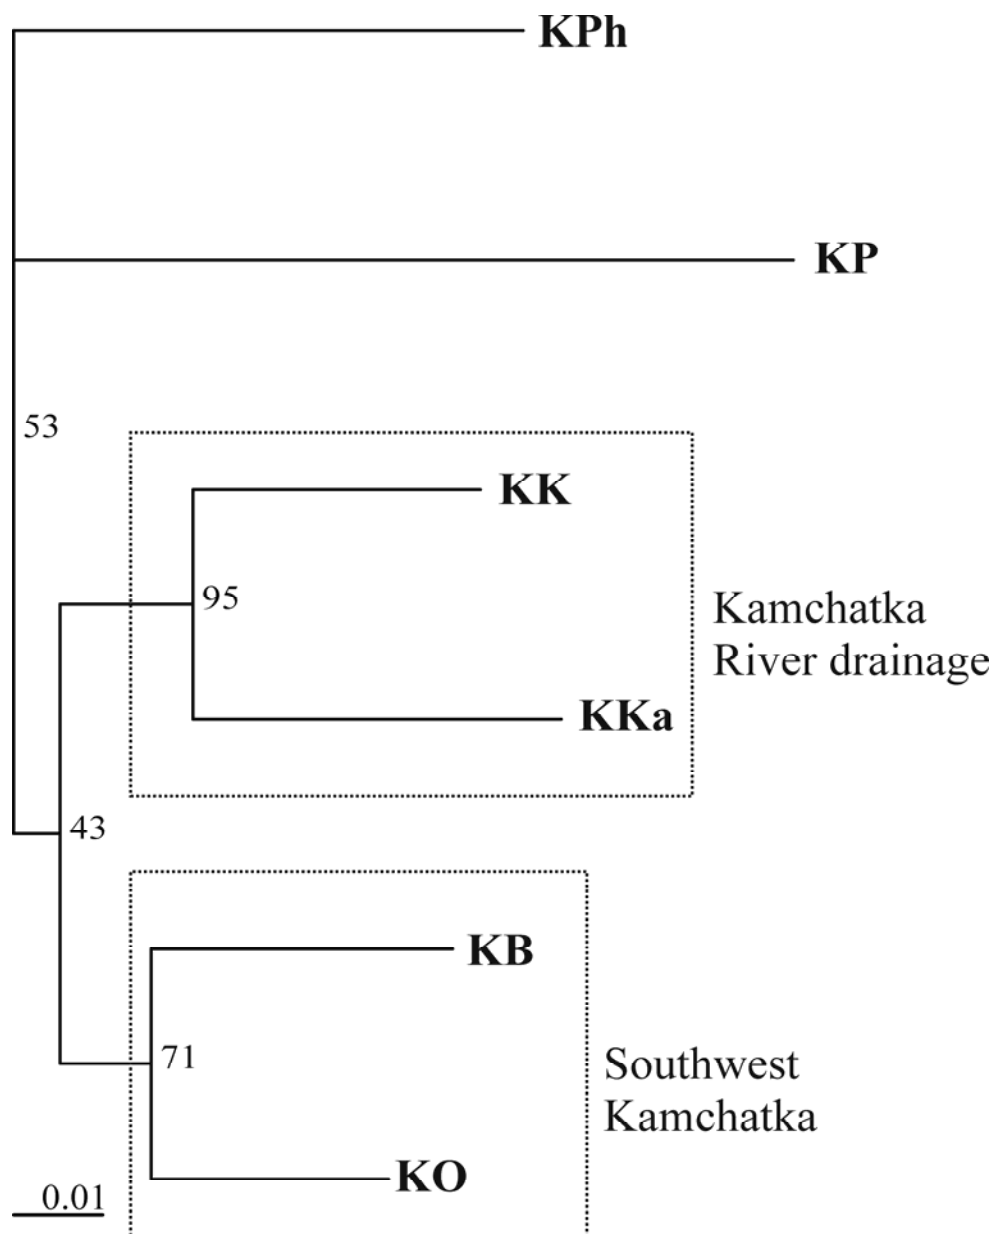 KPh
KP
53
KK
95
Kamchatka
River drainage
KKa
43
KB
71
Southwest
Kamchatka
KO
0.01